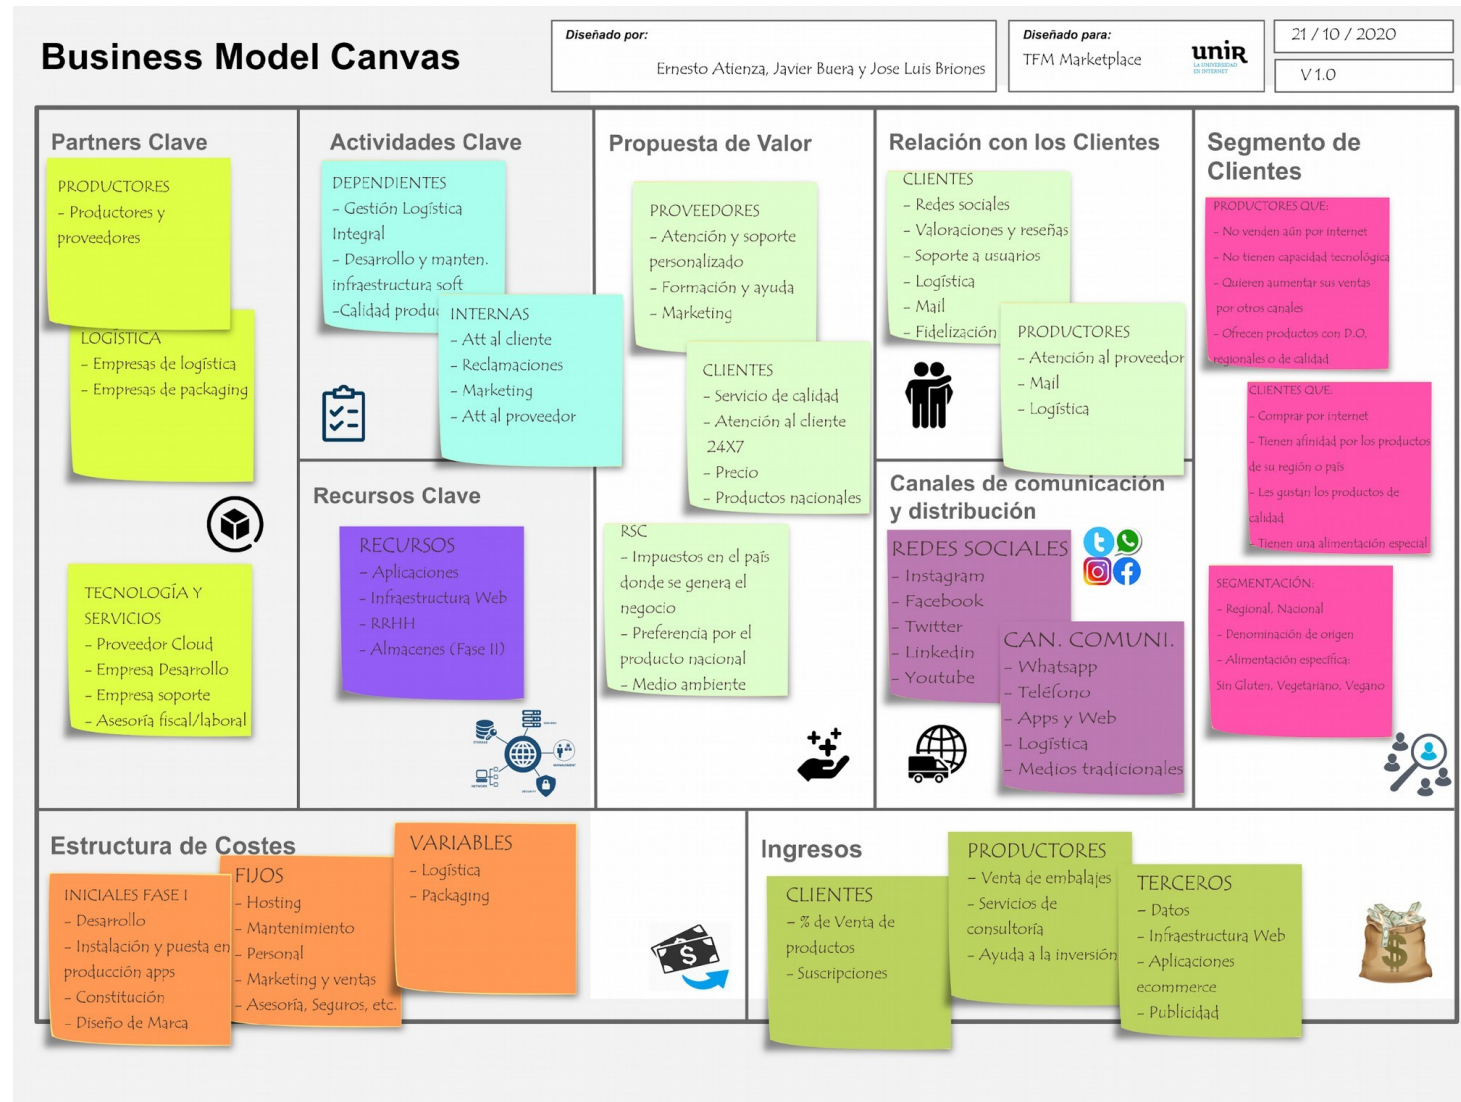 Business Model Canvas
Diseñado por:
Ernesto Atienza, Javier Buera y Jose Luis Briones
Diseñado para:
TFM Marketplace
unir
LA UNIVERSIDAD
EN INTERNET
21 / 10 / 2020
V 1.0
Partners Clave
PRODUCTORES
- Productores y
proveedores
LOGÍSTICA
- Empresas de logística
- Empresas de packaging
TECNOLOGÍA Y
SERVICIOS
- Proveedor Cloud
- Empresa Desarrollo
- Empresa soporte
- Asesoría fiscal/laboral
Actividades Clave
DEPENDIENTES
- Gestión Logística
Integral
- Desarrollo y manten.
infraestructura soft
-Calidad produc
INTERNAS
- Att al cliente
- Reclamaciones
- Marketing
- Att al proveedor
Recursos Clave
RECURSOS
- Aplicaciones
- Infraestructura Web
- RRHH
- Almacenes (Fase II)
STORAGE
MANAGEMENT
NETWORK
SECURITY
Propuesta de Valor
PROVEEDORES
- Atención y soporte
personalizado
- Formación y ayuda
- Marketing
CLIENTES
- Servicio de calidad
- Atención al cliente
24X7
- Precio
- Productos nacionales
RSC
- Impuestos en el país
donde se genera el
negocio
- Preferencia por el
producto nacional
- Medio ambiente
Relación con los Clientes
CLIENTES
- Redes sociales
- Valoraciones y reseñas
- Soporte a usuarios
- Logística
- Mail
- Fidelización
PRODUCTORES
- Atención al proveedor
- Mail
- Logística
Canales de comunicación
y distribución
REDES SOCIALES
- Instagram
- Facebook
- Twitter
- Linkedin
- Youtube
CAN. COMUNI.
- Whatsapp
- Teléfono
- Apps y Web
- Logística
- Medios tradicionales
Segmento de
Clientes
PRODUCTORES QUE:
- No venden aún por internet
- No tienen capacidad tecnológica
- Quieren aumentar sus ventas
por otros canales
- Ofrecen productos con D.O,
regionales o de calidad
CLIENTES QUE:
- Comprar por internet
- Tienen afinidad por los productos
de su región o país
- Les gustan los productos de
calidad
- Tienen una alimentación especial
SEGMENTACIÓN:
- Regional, Nacional
- Denominación de origen
- Alimentación específica:
Sin Gluten, Vegetariano, Vegano
Estructura de Costes
INICIALES FASE I
- Desarrollo
- Instalación y puesta en
producción apps
- Constitución
- Diseño de Marca
FIJOS
- Hosting
- Mantenimiento
- Personal
- Marketing y ventas
- Asesoría, Seguros, etc.
VARIABLES
- Logística
- Packaging
Ingresos
CLIENTES
- % de Venta de
productos
- Suscripciones
PRODUCTORES
- Venta de embalajes
- Servicios de
consultoría
- Ayuda a la inversión
TERCEROS
- Datos
- Infraestructura Web
- Aplicaciones
ecommerce
- Publicidad